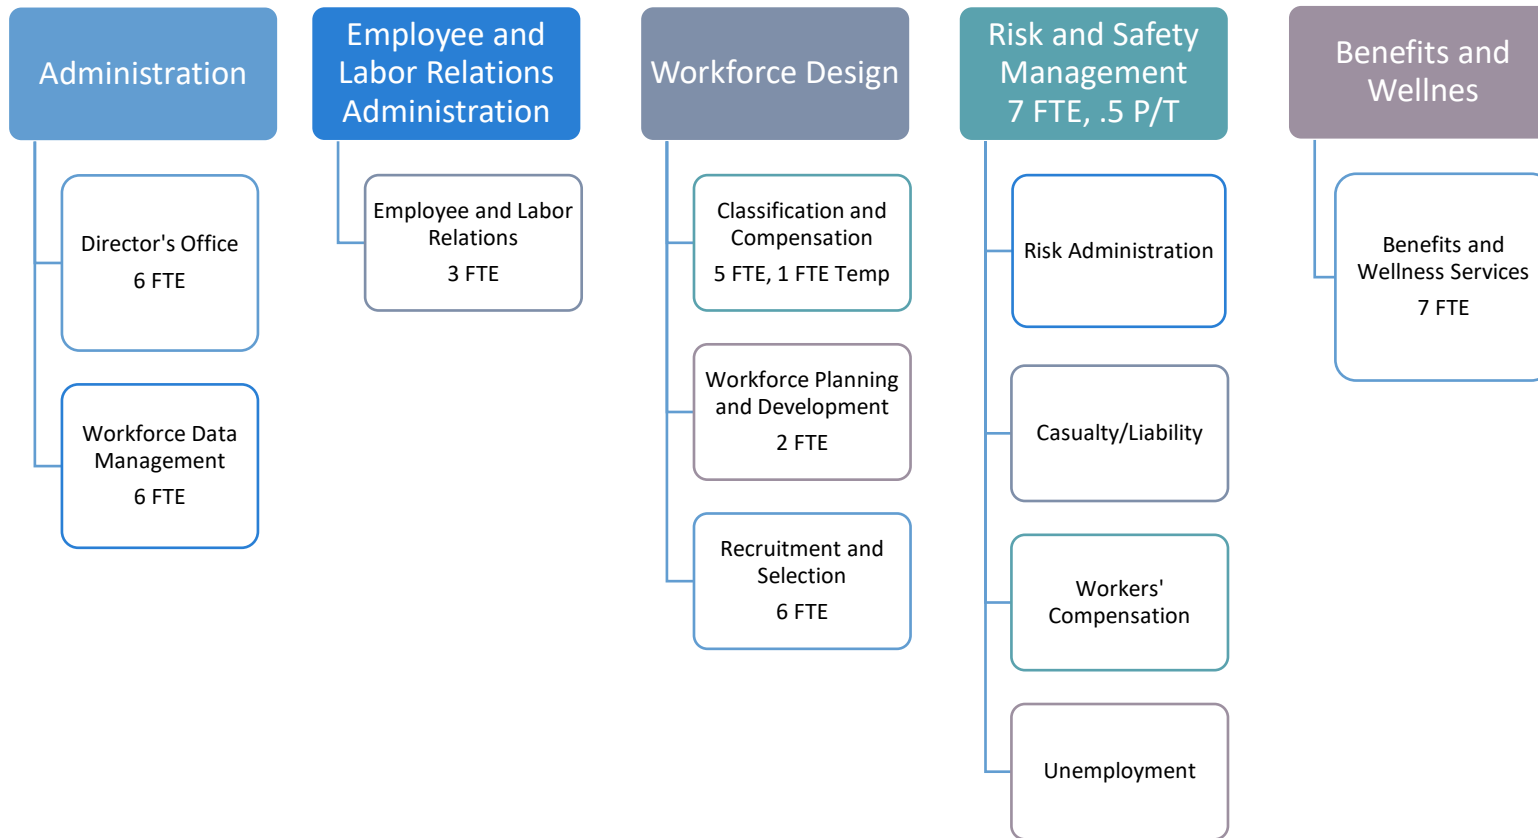 Administration
Director's Office
6 FTE
Workforce Data
Management
6 FTE
Employee and
Labor Relations
Administration
Employee and Labor
Relations
3 FTE
Workforce Design
Classification and
Compensation
5 FTE, 1 FTE Temp
Workforce Planning
and Development
2 FTE
Recruitment and
Selection
6 FTE
Risk and Safety
Management
7 FTE, .5 P/T
Risk Administration
Casualty/Liability
Workers'
Compensation
Unemployment
Benefits and
Wellnes
Benefits and
Wellness Services
7 FTE